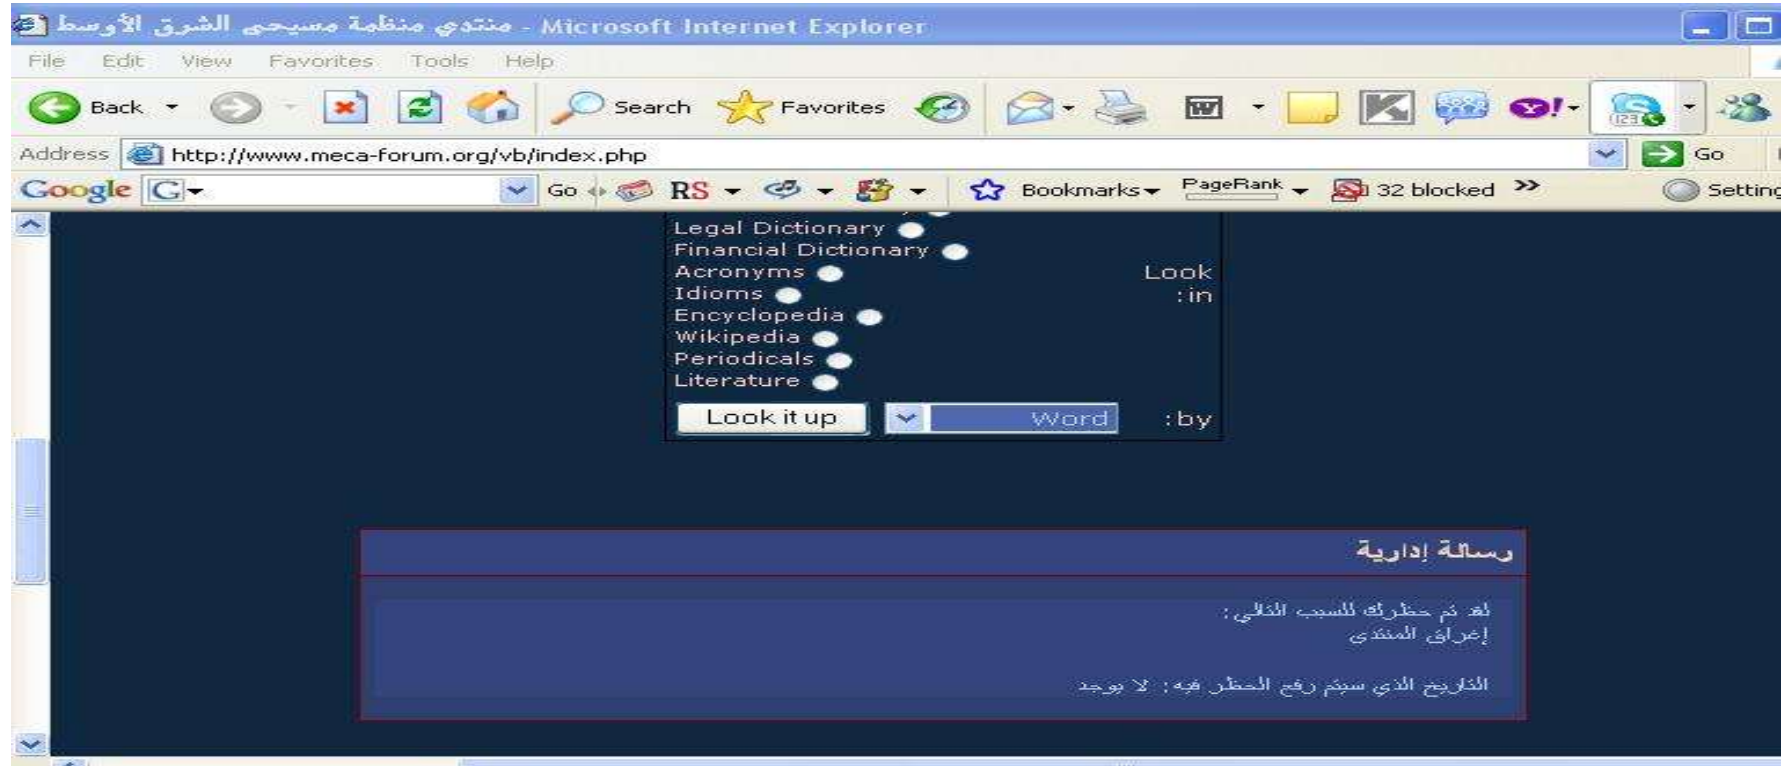 منتدي منظمة مسيحي الشرق الأوسط - Microsoft Internet Explorer
File Edit View Favorites Tools Help
Back Search Favorites
Address http://www.meca-forum.org/vb/index.php Go
Google G Go RS Bookmarks PageRank 32 blocked Setting
Legal Dictionary
Financial Dictionary
Acronyms Look
Idioms :in
Encyclopedia
Wikipedia
Periodicals
Literature
Look it up Word :by
رسالة إدارية
لقد تم حظرك للسبب التالي:
إغراق المنتدى
التاريخ الذي سيتم رفع الحظر فيه: لا يوجد